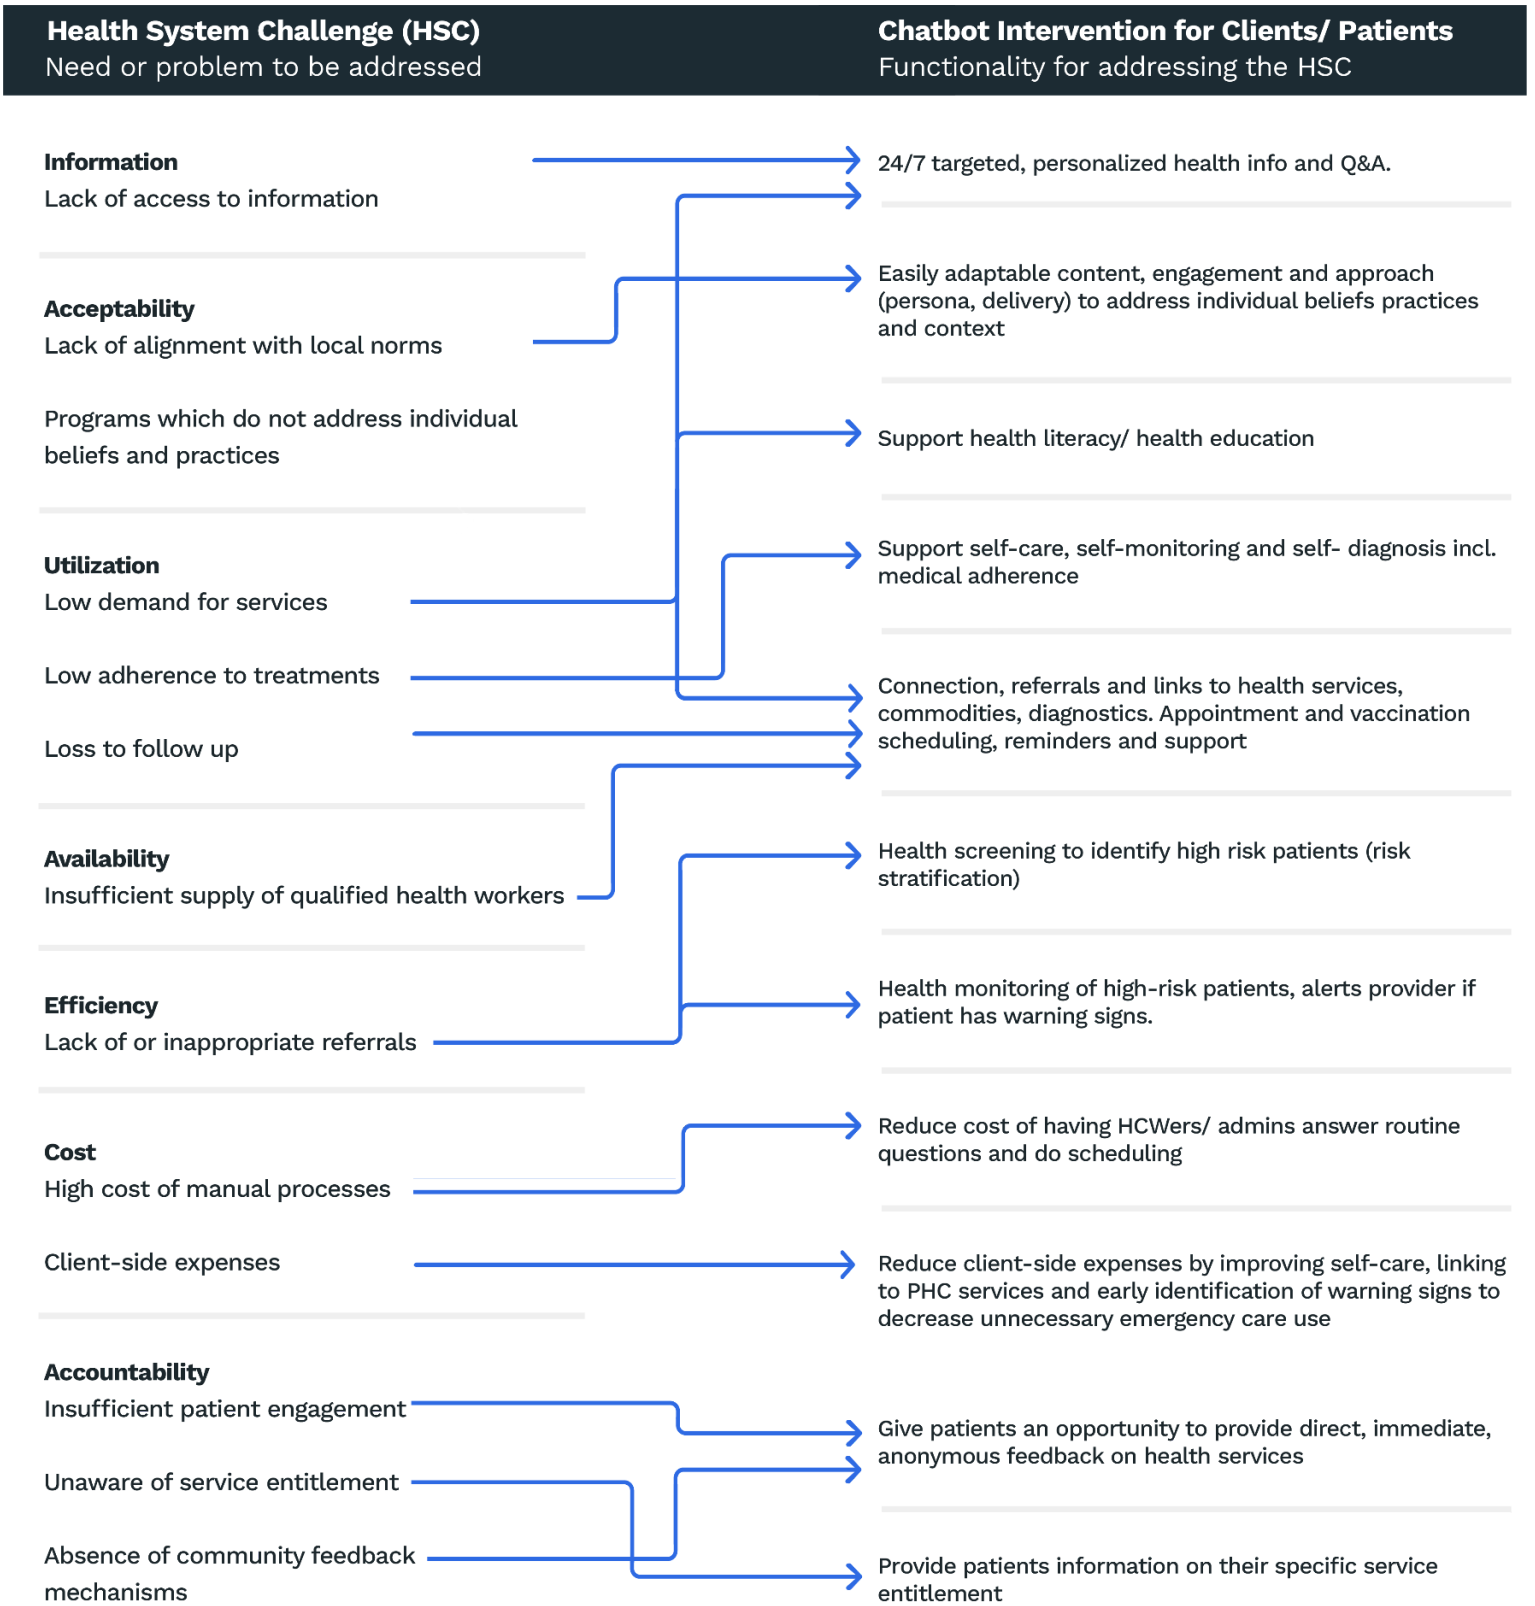 Health System Challenge (HSC)
Need or problem to be addressed
Chatbot Intervention for Clients/ Patients
Functionality for addressing the HSC
Information
Lack of access to information
Acceptability
Lack of alignment with local norms
Programs which do not address individual
beliefs and practices
Utilization
Low demand for services
Low adherence to treatments
Loss to follow up
Availability
Insufficient supply of qualified health workers
Efficiency
Lack of or inappropriate referrals
Cost
High cost of manual processes
Client-side expenses
Accountability
Insufficient patient engagement
Unaware of service entitlement
Absence of community feedback
mechanisms
24/7 targeted, personalized health info and Q&A.
Easily adaptable content, engagement and approach
(persona, delivery) to address individual beliefs practices
and context
Support health literacy/ health education
Support self-care, self-monitoring and self- diagnosis incl.
medical adherence
Connection, referrals and links to health services,
commodities, diagnostics. Appointment and vaccination
scheduling, reminders and support
Health screening to identify high risk patients (risk
stratification)
Health monitoring of high-risk patients, alerts provider if
patient has warning signs.
Reduce cost of having HCWers/ admins answer routine
questions and do scheduling
Reduce client-side expenses by improving self-care, linking
to PHC services and early identification of warning signs to
decrease unnecessary emergency care use
Give patients an opportunity to provide direct, immediate,
anonymous feedback on health services
Provide patients information on their specific service
entitlement